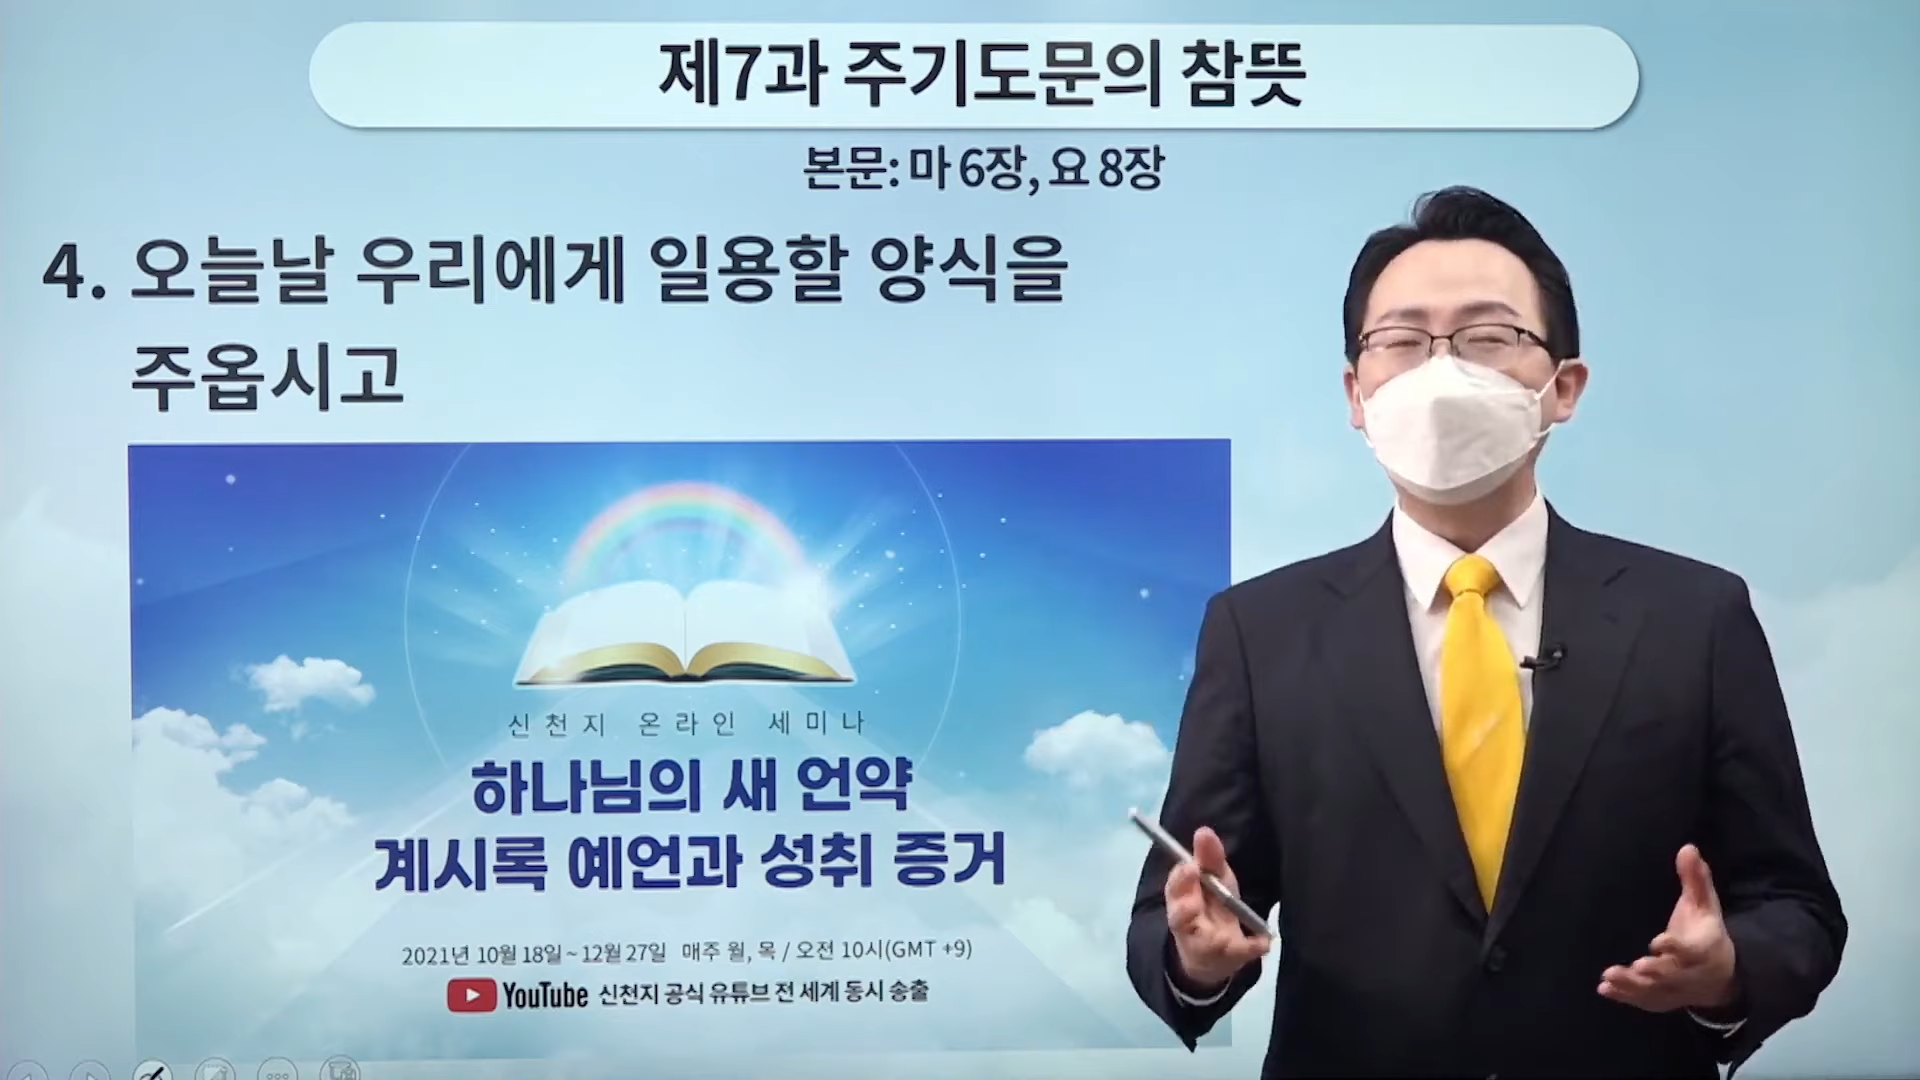 제7과 주기도문의 참뜻
본문: 마 6장, 요 8장
4. 오늘날 우리에게 일용할 양식을
주옵시고
신천지 온라인 세미나
하나님의 새 언약
계시록 예언과 성취 증거
2021년 10월 18일 ~ 12월 27일 매주 월, 목 / 오전 10시(GMT +9)
YouTube 신천지 공식 유튜브 전 세계 동시 송출